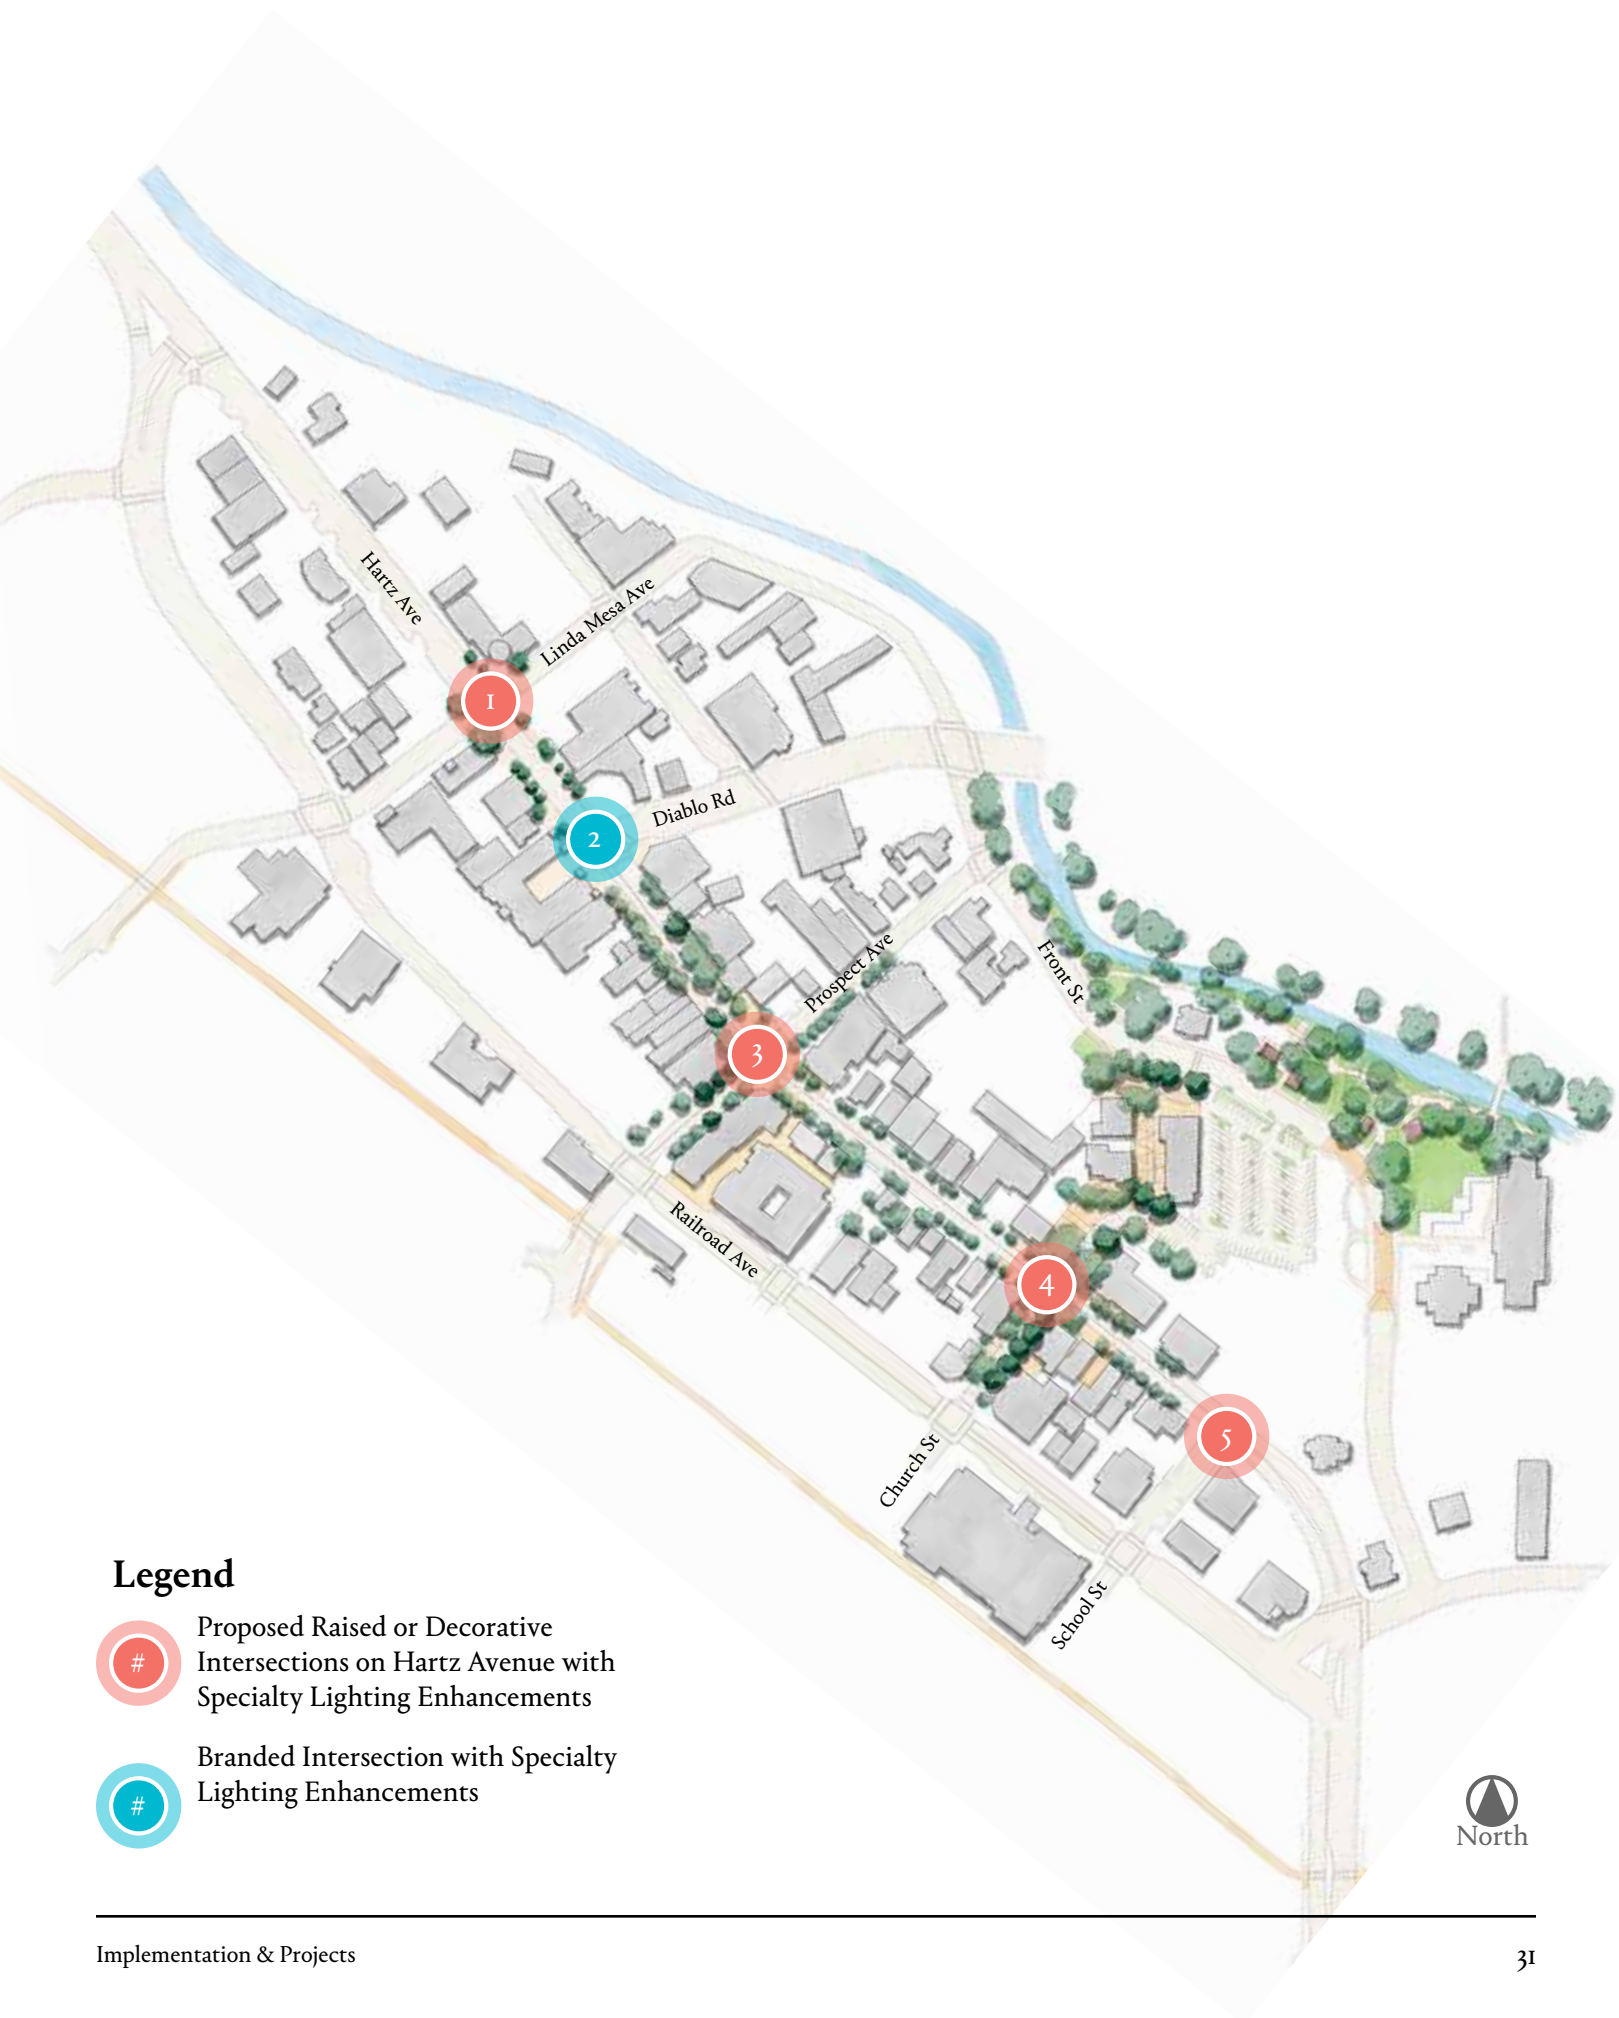 Hartz Ave
Linda Mesa Ave
1
2
Diablo Rd
Prospect Ave
Front St
3
Railroad Ave
4
5
Church St
School St
Legend
#
Proposed Raised or Decorative
Intersections on Hartz Avenue with
Specialty Lighting Enhancements
#
Branded Intersection with Specialty
Lighting Enhancements
North
Implementation & Projects
31